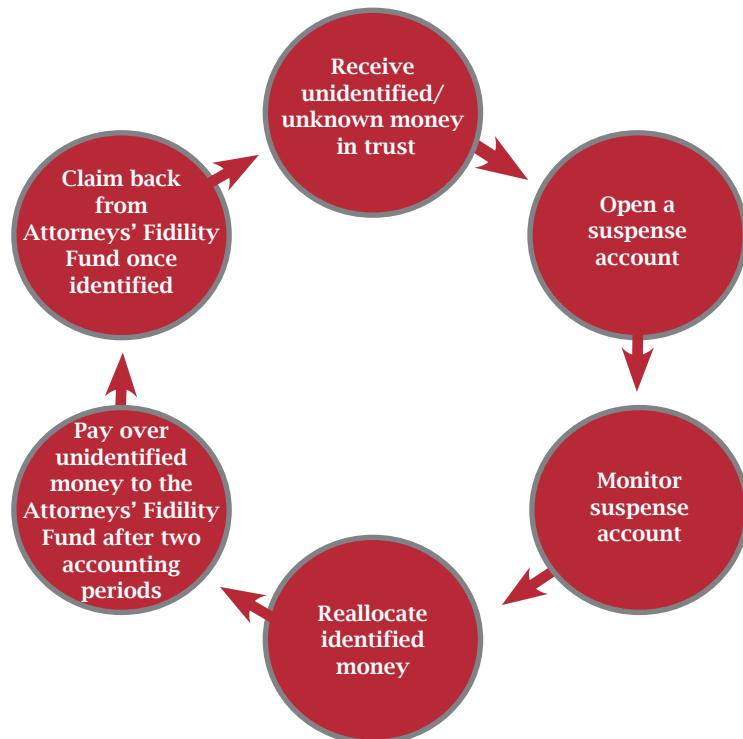 Receive
unidentified/
unknown money
in trust
Open a
suspense
account
Monitor
suspense
account
Reallocate
identified
money
Pay over
unidentified
money to the
Attorneys’ Fidility
Fund after two
accounting
periods
Claim back
from
Attorneys’ Fidility
Fund once
identified